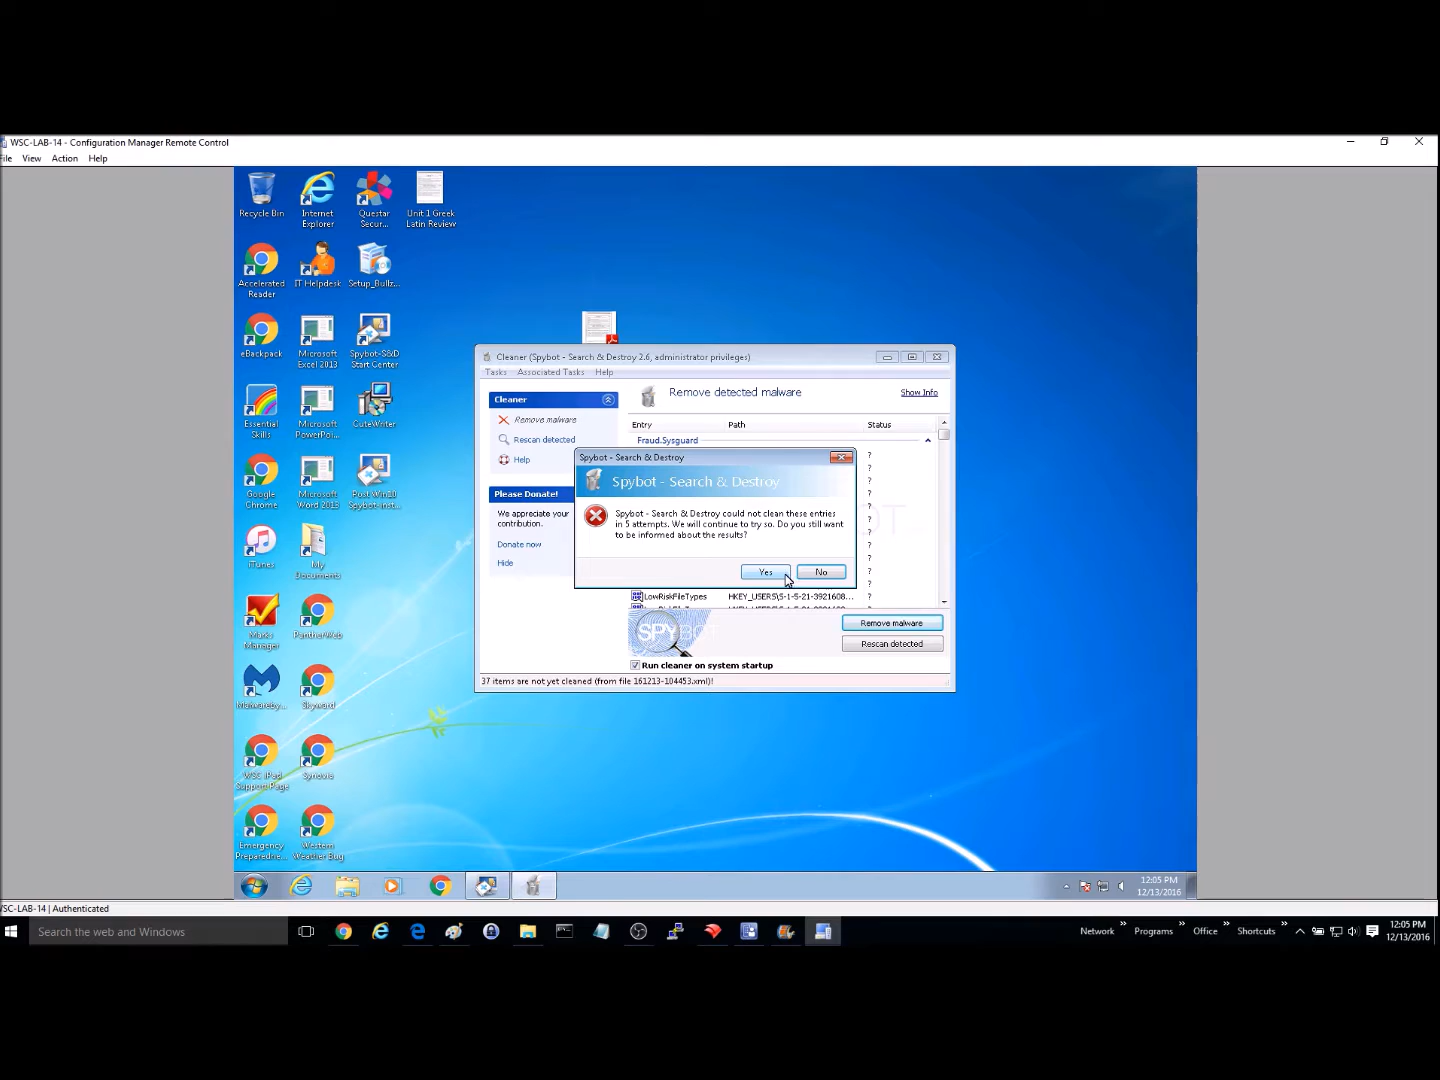 WSC-LAB-14 - Configuration Manager Remote Control
File View Action Help
Recycle Bin
Internet
Explorer
Questar
Secur...
Unit 1 Greek
Latin Review
Accelerated
Reader
IT Helpdesk
Setup_Bullz...
eBackpack
Microsoft
Excel 2013
Spybot-S&D
Start Center
Essential
Skills
Microsoft
PowerPoi...
CuteWriter
Google
Chrome
Microsoft
Word 2013
Post Win10
Spybot-inst...
iTunes
My
Documents
Marks
Manager
PantherWeb
Malwareby...
Skyward
WSC iPad
Support Page
Synovia
Emergency
Preparedne...
Western
WeatherBug
Cleaner (Spybot - Search & Destroy 2.6, administrator privileges)
Tasks Associated Tasks Help
Cleaner
Remove malware
Rescan detected
Help
Please Donate!
We appreciate your
contribution.
Donate now
Hide
Remove detected malware
Show Info
Entry Path Status
Fraud.Sysguard
?
?
?
?
?
?
?
?
?
?
?
Spybot - Search & Destroy
Spybot - Search & Destroy
Spybot - Search & Destroy could not clean these entries
in 5 attempts. We will continue to try so. Do you still want
to be informed about the results?
Yes No
LowRiskFileTypes HKEY_USERS\S-1-5-21-3921608... ?
SPYBOT
Remove malware
Rescan detected
Run cleaner on system startup
37 items are not yet cleaned (from file 161213-104453.xml)!
12:05 PM
12/13/2016
WSC-LAB-14 | Authenticated
Search the web and Windows
Network » Programs » Office » Shortcuts »
12:05 PM
12/13/2016